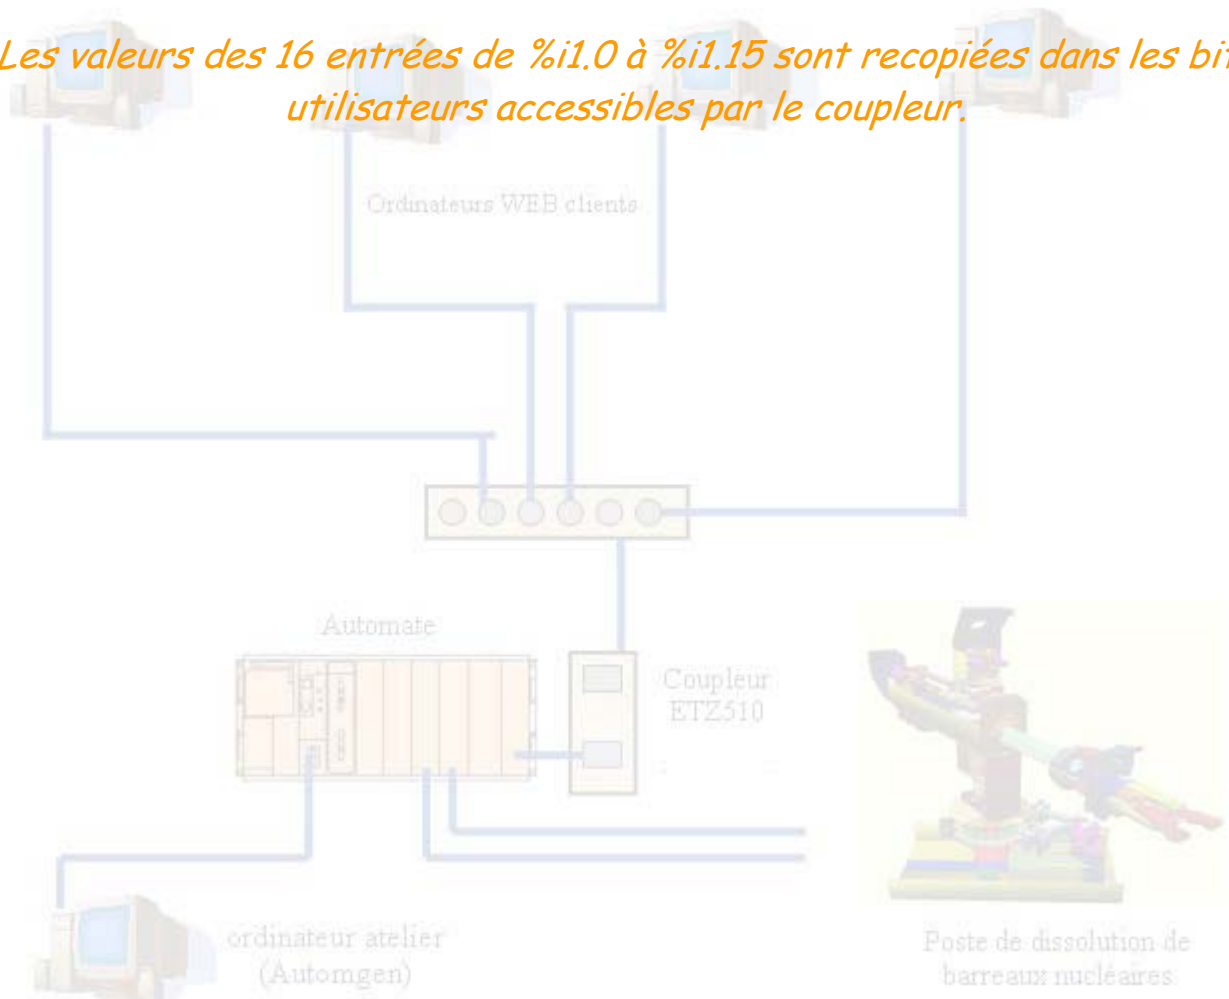 Les valeurs des 16 entrées de %i1.0 à %i1.15 sont recopiées dans les bit
utilisateurs accessibles par le coupleur.
Ordinateurs WEB clients
Automate
Coupleur
ETZ510
ordinateur atelier
(Automgen)
Poste de dissolution de
barreaux nucléaires